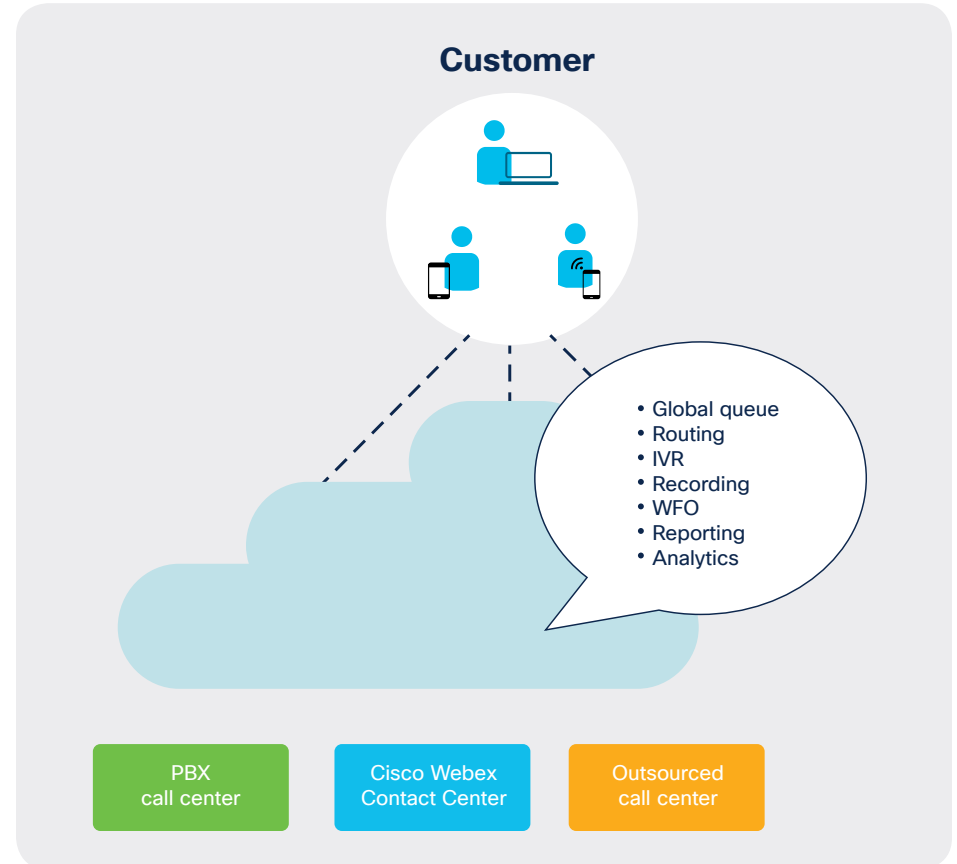 Customer
• Global queue
• Routing
• IVR
• Recording
• WFO
• Reporting
• Analytics
PBX
call center
Cisco Webex
Contact Center
Outsourced
call center